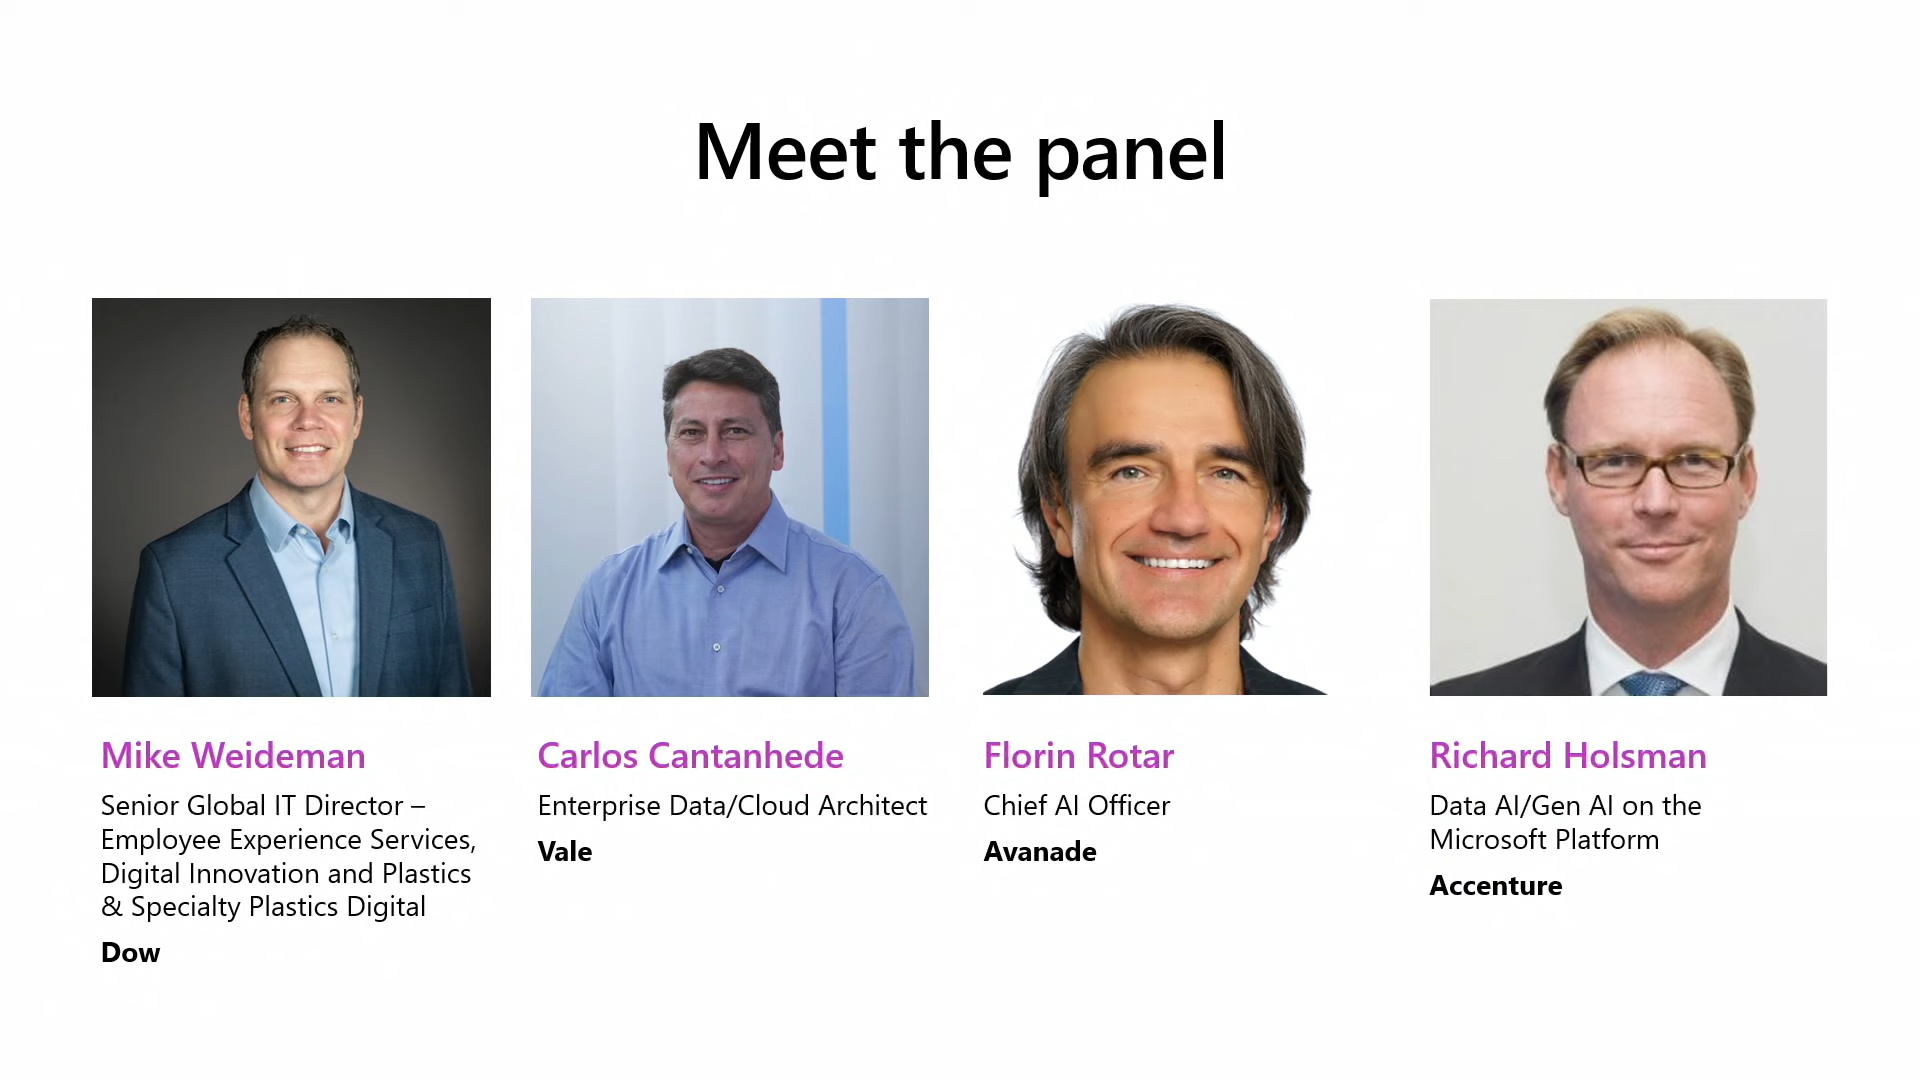 Meet the panel
Mike Weideman
Senior Global IT Director –
Employee Experience Services,
Digital Innovation and Plastics
& Specialty Plastics Digital
Dow
Carlos Cantanhede
Enterprise Data/Cloud Architect
Vale
Florin Rotar
Chief AI Officer
Avanade
Richard Holsman
Data AI/Gen AI on the
Microsoft Platform
Accenture